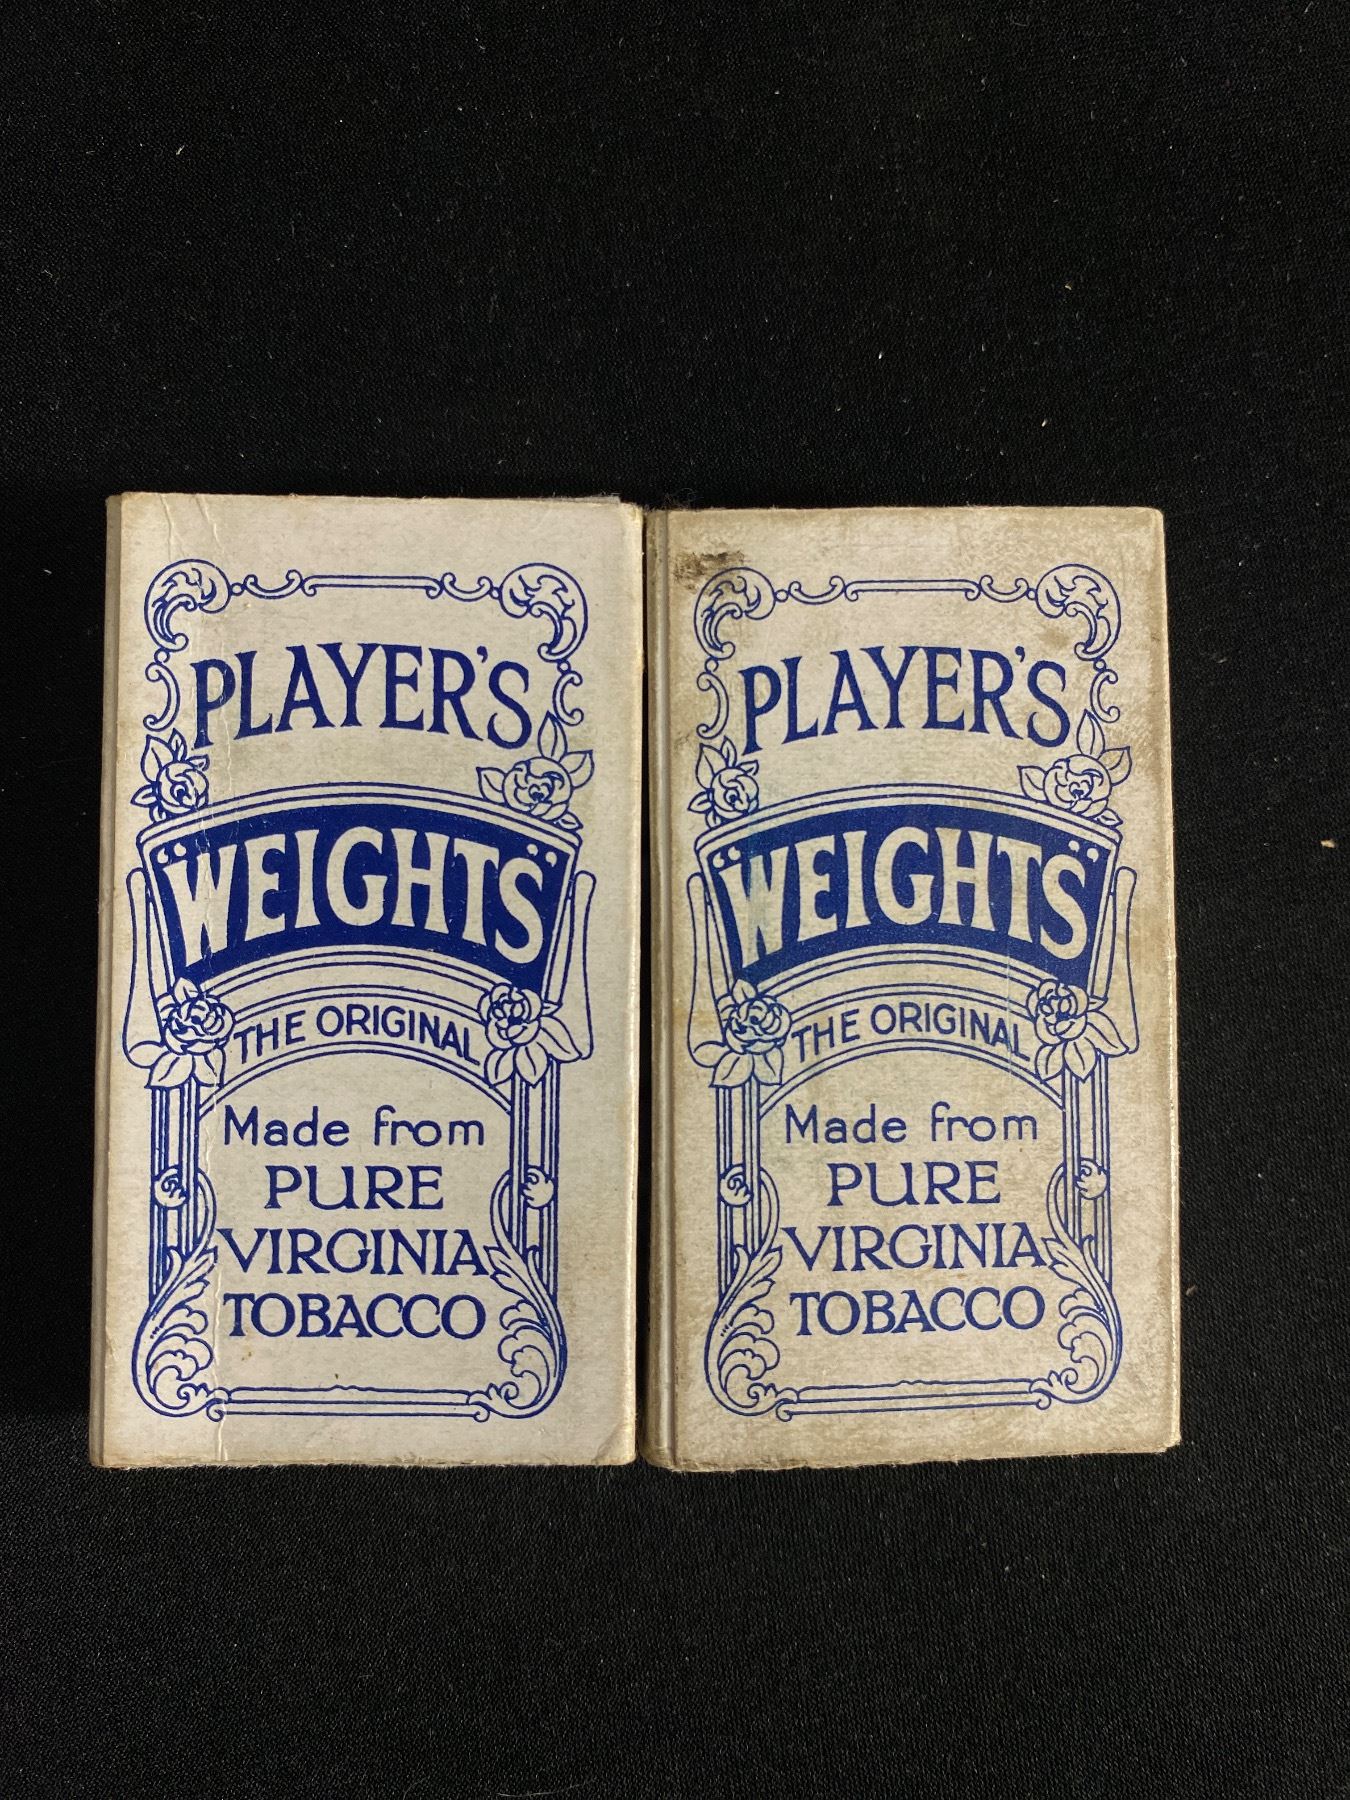 PLAYER'S
"WEIGHTS"
THE ORIGINAL
Made from
PURE
VIRGINIA
TOBACCO
PLAYER'S
"WEIGHTS"
THE ORIGINAL
Made from
PURE
VIRGINIA
TOBACCO